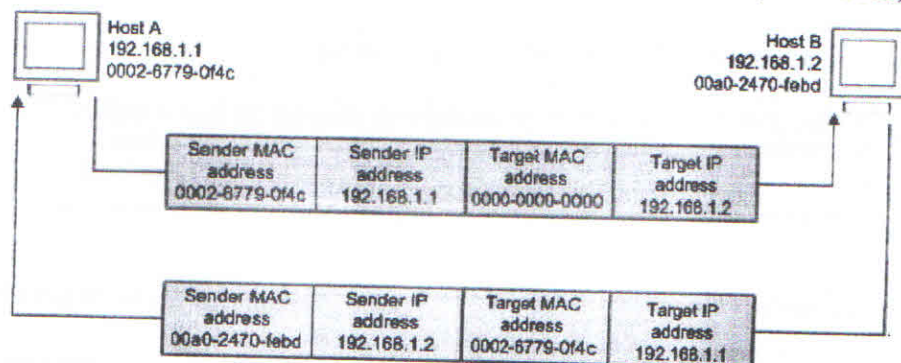 Host A
192.168.1.1
0002-6779-0f4c
Host B
192.168.1.2
00a0-2470-febd
Sender MAC
address
0002-6779-0f4c
Sender IP
address
192.168.1.1
Target MAC
address
0000-0000-0000
Target IP
address
192.168.1.2
Sender MAC
address
00a0-2470-febd
Sender IP
address
192.168.1.2
Target MAC
address
0002-6779-0f4c
Target IP
address
192.168.1.1